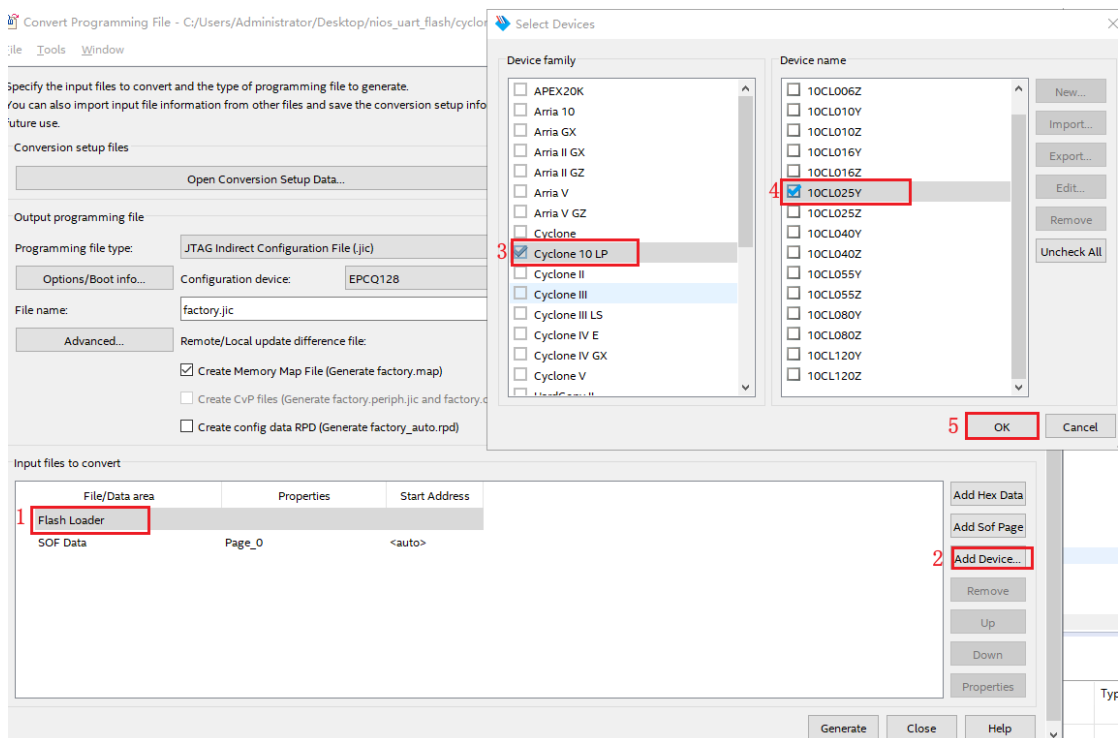 Convert Programming File - C:/Users/Administrator/Desktop/nios_uart_flash/cyclo
File Tools Window
Specify the input files to convert and the type of programming file to generate.
You can also import input file information from other files and save the conversion setup info
future use.
Conversion setup files
Open Conversion Setup Data...
Output programming file
Programming file type:
JTAG Indirect Configuration File (.jic)
Options/Boot info...
Configuration device:
EPCQ128
File name:
factory.jic
Advanced...
Remote/Local update difference file:
Create Memory Map File (Generate factory.map)
Create CvP files (Generate factory.periph.jic and factory.c
Create config data RPD (Generate factory_auto.rpd)
Input files to convert
File/Data area
Properties
Start Address
1
Flash Loader
SOF Data
Page_0
<auto>
Add Hex Data
Add Sof Page
2
Add Device...
Remove
Up
Down
Properties
Generate
Close
Help
Typ
Select Devices
Device family
APEX20K
Arria 10
Arria GX
Arria II GX
Arria II GZ
Arria V
Arria V GZ
Cyclone
3
Cyclone 10 LP
Cyclone II
Cyclone III
Cyclone III LS
Cyclone IV E
Cyclone IV GX
Cyclone V
HardCopy II
Device name
10CL006Z
10CL010Y
10CL010Z
10CL016Y
10CL016Z
4
10CL025Y
10CL025Z
10CL040Y
10CL040Z
10CL055Y
10CL055Z
10CL080Y
10CL080Z
10CL120Y
10CL120Z
New...
Import...
Export...
Edit...
Remove
Uncheck All
5
OK
Cancel